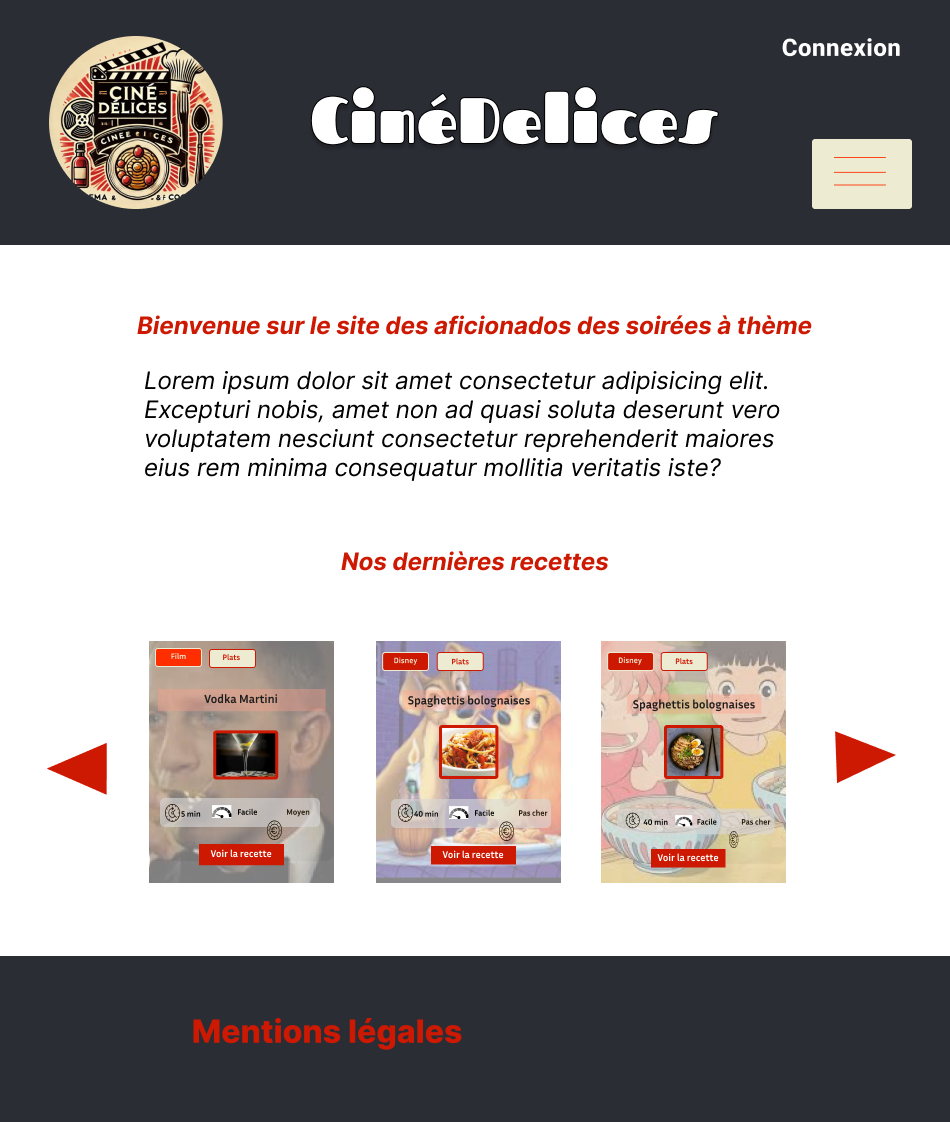 Connexion
CINÉ
DÉLICES
CinéDelices
Bienvenue sur le site des aficionados des soirées à thème
Lorem ipsum dolor sit amet consectetur adipisicing elit.
Excepturi nobis, amet non ad quasi soluta deserunt vero
voluptatem nesciunt consectetur reprehenderit maiores
eius rem minima consequatur mollitia veritatis iste?
Nos dernières recettes
Film
Plats
Vodka Martini
5 min
Facile
Moyen
Voir la recette
Disney
Plats
Spaghettis bolognaises
40 min
Facile
Pas cher
Voir la recette
Disney
Plats
Spaghettis bolognaises
40 min
Facile
Pas cher
Voir la recette
Mentions légales